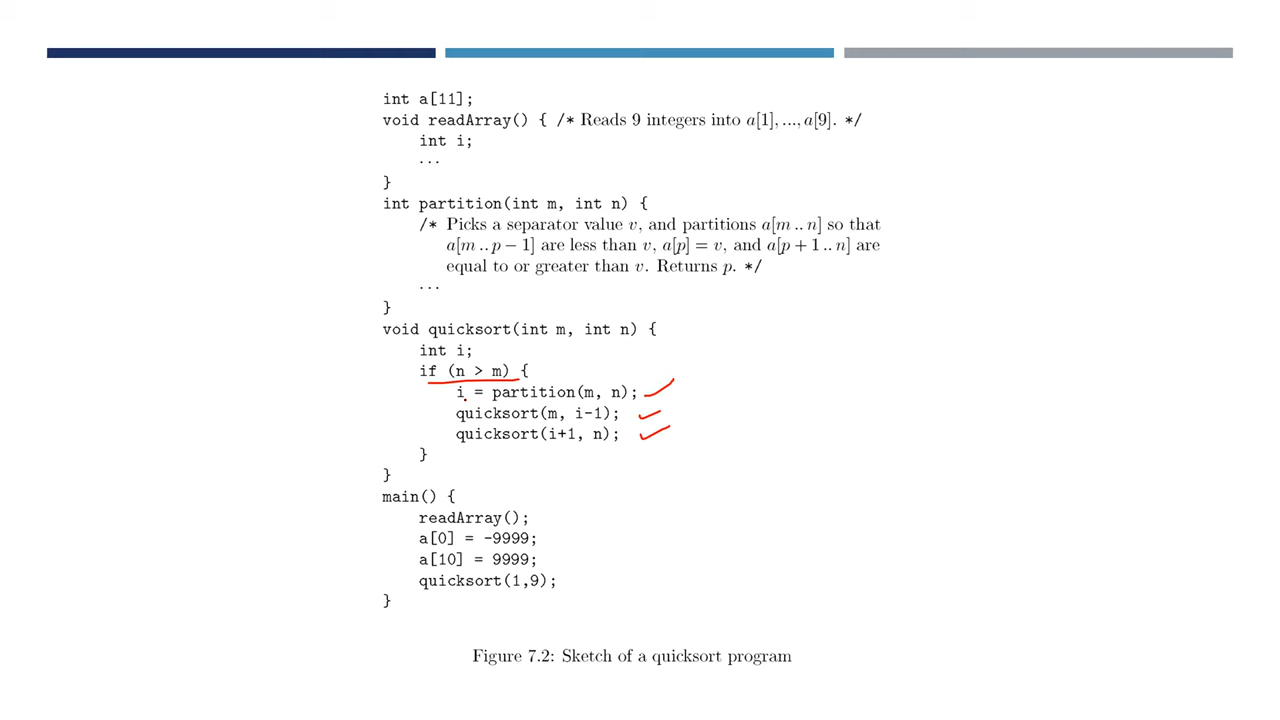 int a[11];
void readArray() { /* Reads 9 integers into a[1], ..., a[9]. */
int i;
...
}
int partition(int m, int n) {
/* Picks a separator value v, and partitions a[m .. n] so that
a[m .. p − 1] are less than v, a[p] = v, and a[p + 1 .. n] are
equal to or greater than v. Returns p. */
...
}
void quicksort(int m, int n) {
int i;
if (n > m) {
i = partition(m, n);
quicksort(m, i-1);
quicksort(i+1, n);
}
}
main() {
readArray();
a[0] = -9999;
a[10] = 9999;
quicksort(1,9);
}
Figure 7.2: Sketch of a quicksort program